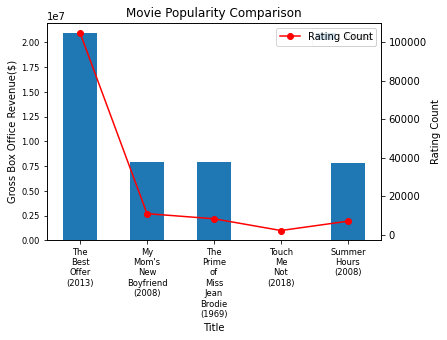 Movie Popularity Comparison
1e7
Rating Count
2.00
1.75
1.50
1.25
1.00
0.75
0.50
0.25
0.00
Gross Box Office Revenue($)
100000
80000
60000
40000
20000
0
Rating Count
The
Best
Offer
(2013)
My
Mom's
New
Boyfriend
(2008)
The
Prime
of
Miss
Jean
Brodie
(1969)
Touch
Me
Not
(2018)
Summer
Hours
(2008)
Title